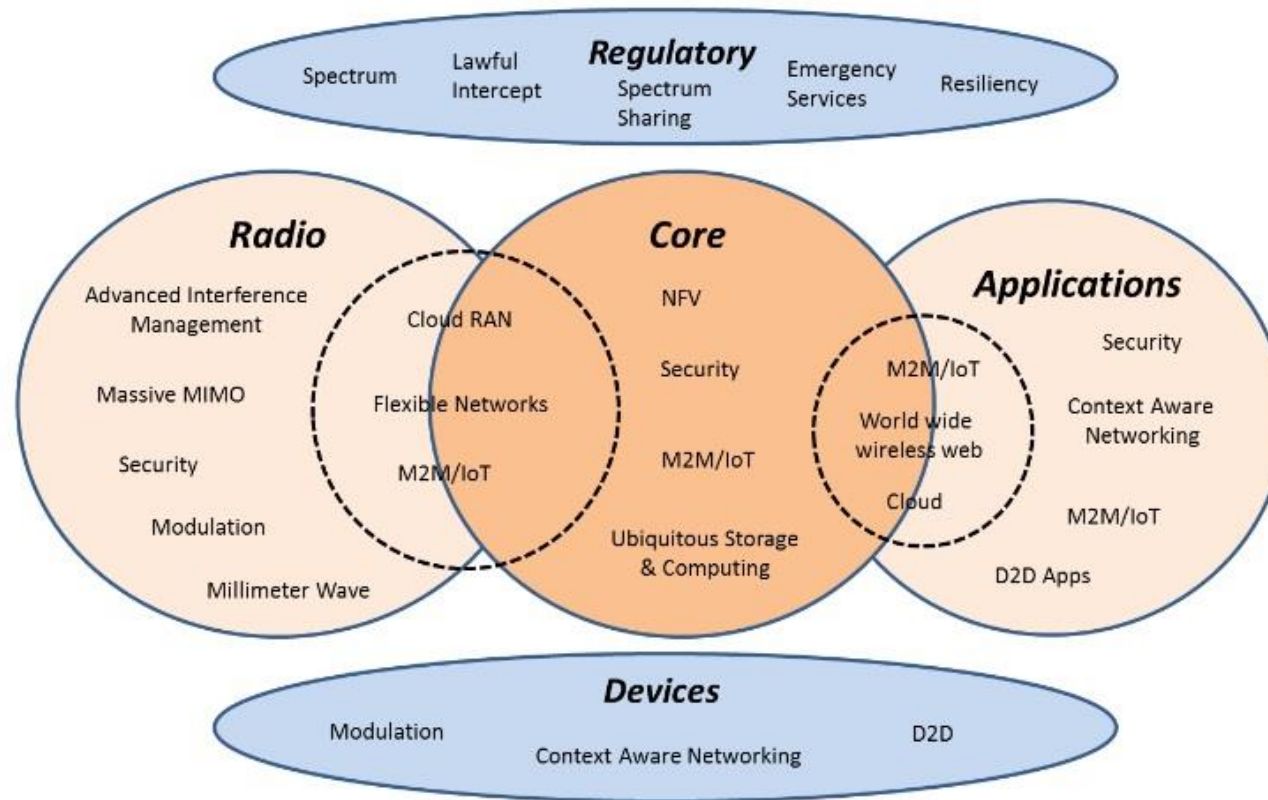 Regulatory
Spectrum
Lawful
Intercept
Spectrum
Sharing
Emergency
Services
Resiliency
Radio
Advanced Interference
Management
Massive MIMO
Security
Modulation
Millimeter Wave
Cloud RAN
Flexible Networks
M2M/IoT
Core
NFV
Security
M2M/IoT
Ubiquitous Storage
& Computing
M2M/IoT
World wide
wireless web
Cloud
Applications
Security
Context Aware
Networking
M2M/IoT
D2D Apps
Devices
Modulation
Context Aware Networking
D2D